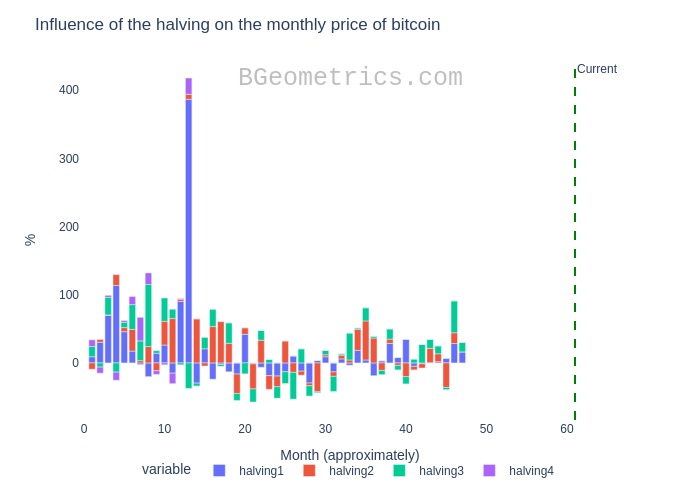 Influence of the halving on the monthly price of bitcoin
BGeometrics.com
Current
400
300
200
100
0
%
0 10 20 30 40 50 60
Month (approximately)
variable halving1 halving2 halving3 halving4